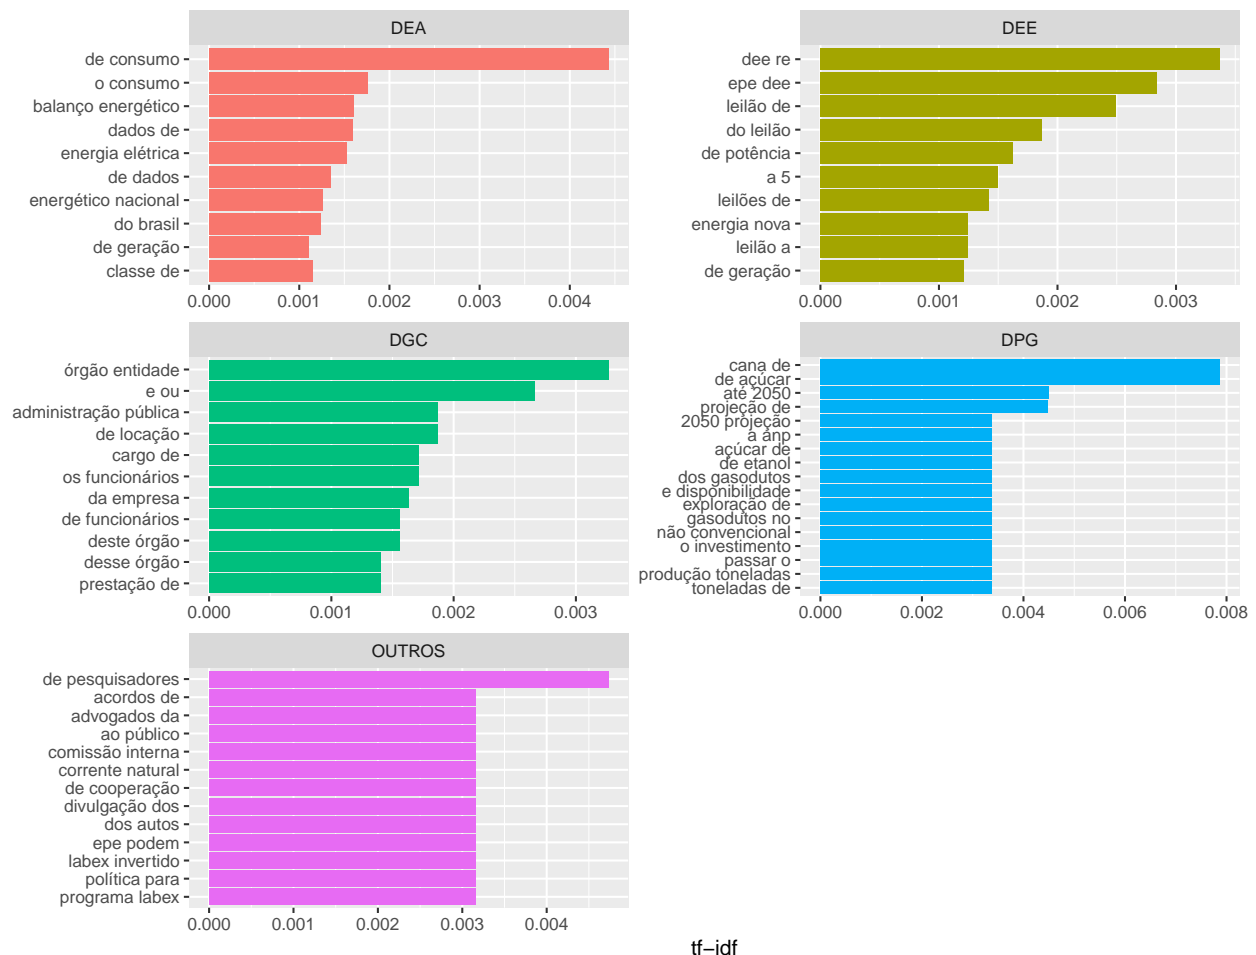 DEA
de consumo
o consumo
balanço energético
dados de
energia elétrica
de dados
energético nacional
do brasil
de geração
classe de
0.000 0.001 0.002 0.003 0.004
DEE
dee re
epe dee
leilão de
do leilão
de potência
a 5
leilões de
energia nova
leilão a
de geração
0.000 0.001 0.002 0.003
DGC
órgão entidade
e ou
administração pública
de locação
cargo de
os funcionários
da empresa
de funcionários
deste órgão
desse órgão
prestação de
0.000 0.001 0.002 0.003
DPG
cana de
de açúcar
até 2050
projeção de
2050 projeção
a anp
açúcar de
de etanol
dos gasodutos
e disponibilidade
exploração de
gasodutos no
não convencional
o investimento
passar o
produção toneladas
toneladas de
0.000 0.002 0.004 0.006 0.008
OUTROS
de pesquisadores
acordos de
advogados da
ao público
comissão interna
corrente natural
de cooperação
divulgação dos
dos autos
epe podem
labex invertido
política para
programa labex
0.000 0.001 0.002 0.003 0.004
tf−idf